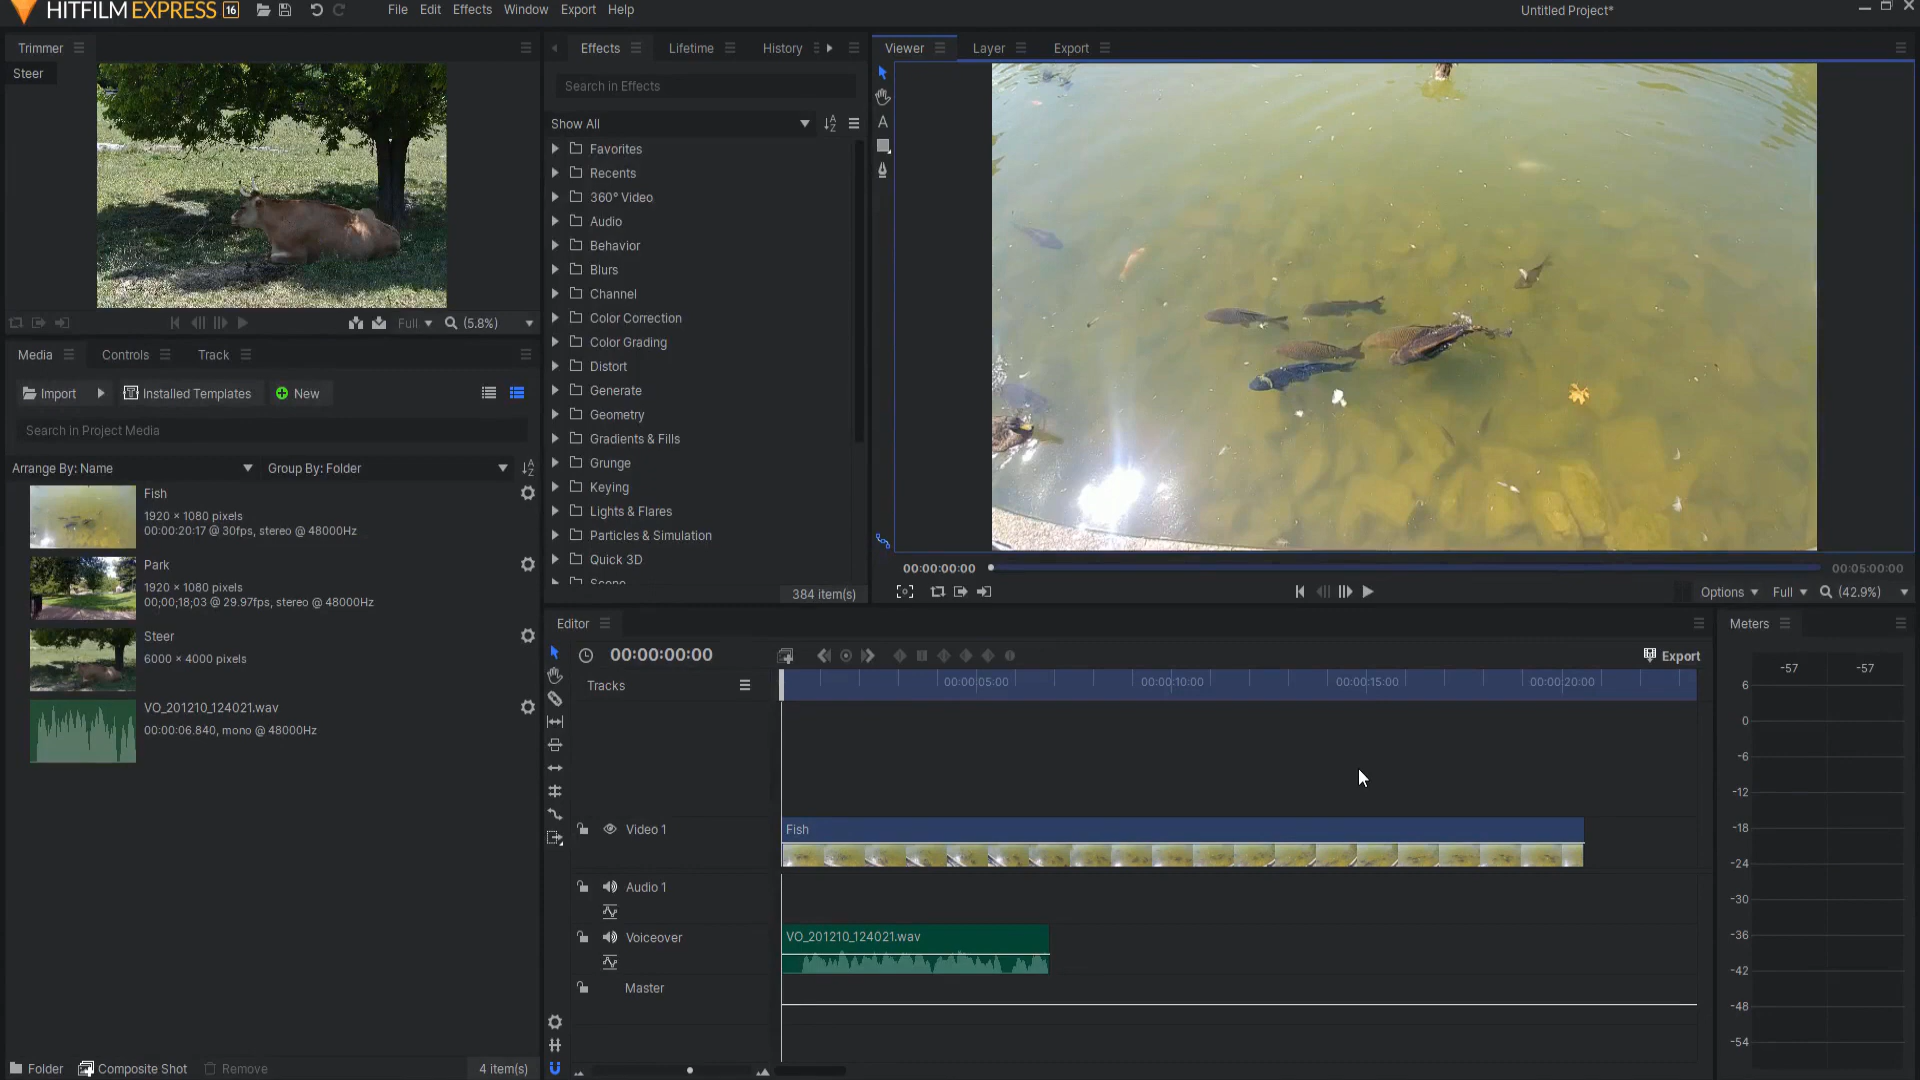 HITFILM EXPRESS 16
File Edit Effects Window Export Help
Untitled Project*
Trimmer
Steer
Full (5.8%)
Media Controls Track
Import Installed Templates New
Search in Project Media
Arrange By: Name Group By: Folder
Fish
1920 × 1080 pixels
00:00:20:17 @ 30fps, stereo @ 48000Hz
Park
1920 × 1080 pixels
00;00;18;03 @ 29.97fps, stereo @ 48000Hz
Steer
6000 × 4000 pixels
VO_201210_124021.wav
00:00:06.840, mono @ 48000Hz
Folder Composite Shot Remove 4 item(s)
Effects Lifetime History
Search in Effects
Show All
Favorites
Recents
360° Video
Audio
Behavior
Blurs
Channel
Color Correction
Color Grading
Distort
Generate
Geometry
Gradients & Fills
Grunge
Keying
Lights & Flares
Particles & Simulation
Quick 3D
384 item(s)
Viewer Layer Export
A
00:00:00:00 00:05:00:00
Options Full (42.9%)
Editor
00:00:00:00 Export
Tracks 00:00:05:00 00:00:10:00 00:00:15:00 00:00:20:00
Video 1 Fish
Audio 1
Voiceover VO_201210_124021.wav
Master
Meters
-57 -57
6
0
-6
-12
-18
-24
-30
-36
-42
-48
-54